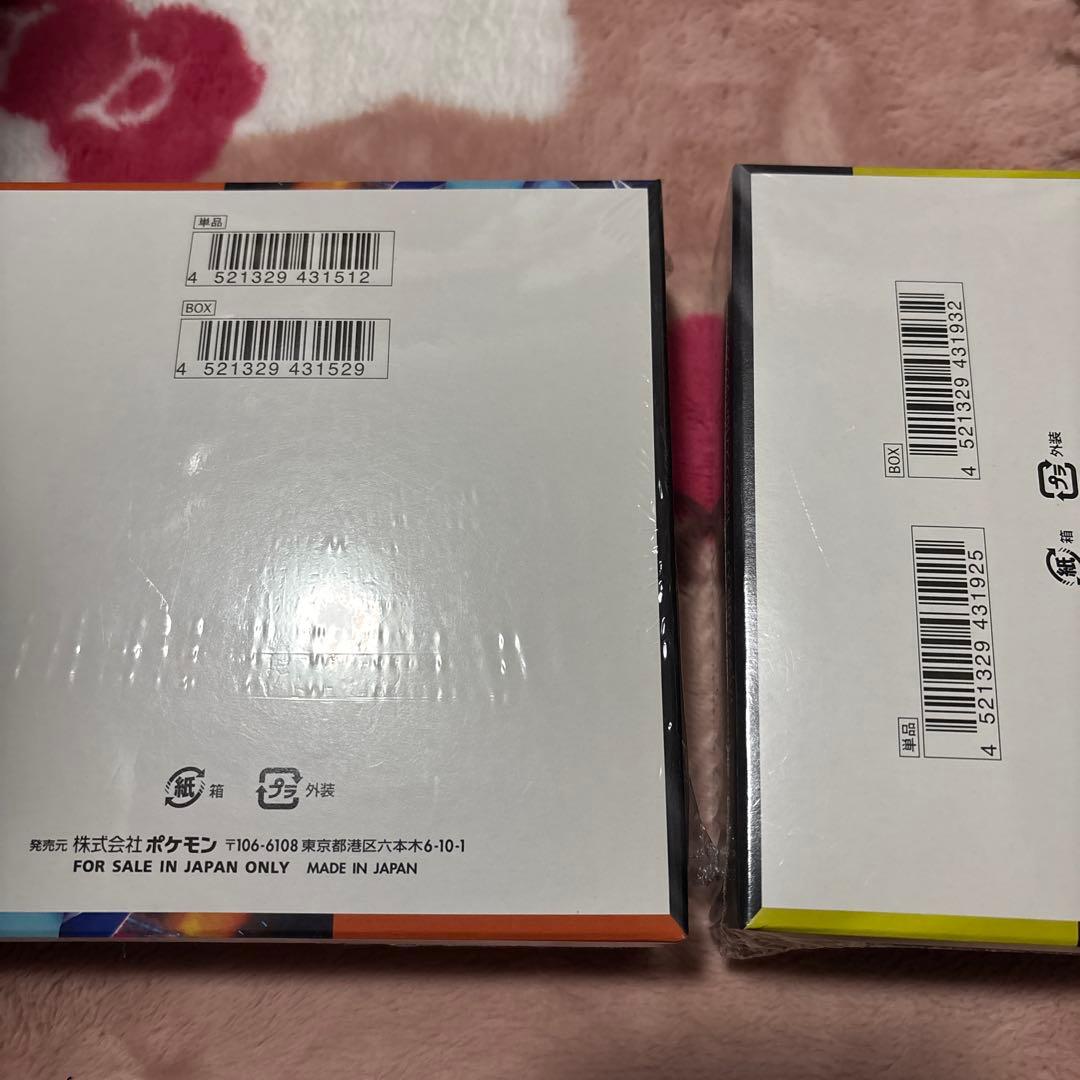 単品
4 521329 431512
BOX
4 521329 431529
紙 箱 プラ 外装
発売元 株式会社 ポケモン 〒106-6108 東京都港区六本木6-10-1
FOR SALE IN JAPAN ONLY MADE IN JAPAN
BOX
4 521329 431932
プラ 外装
単品
4 521329 431925
紙 箱